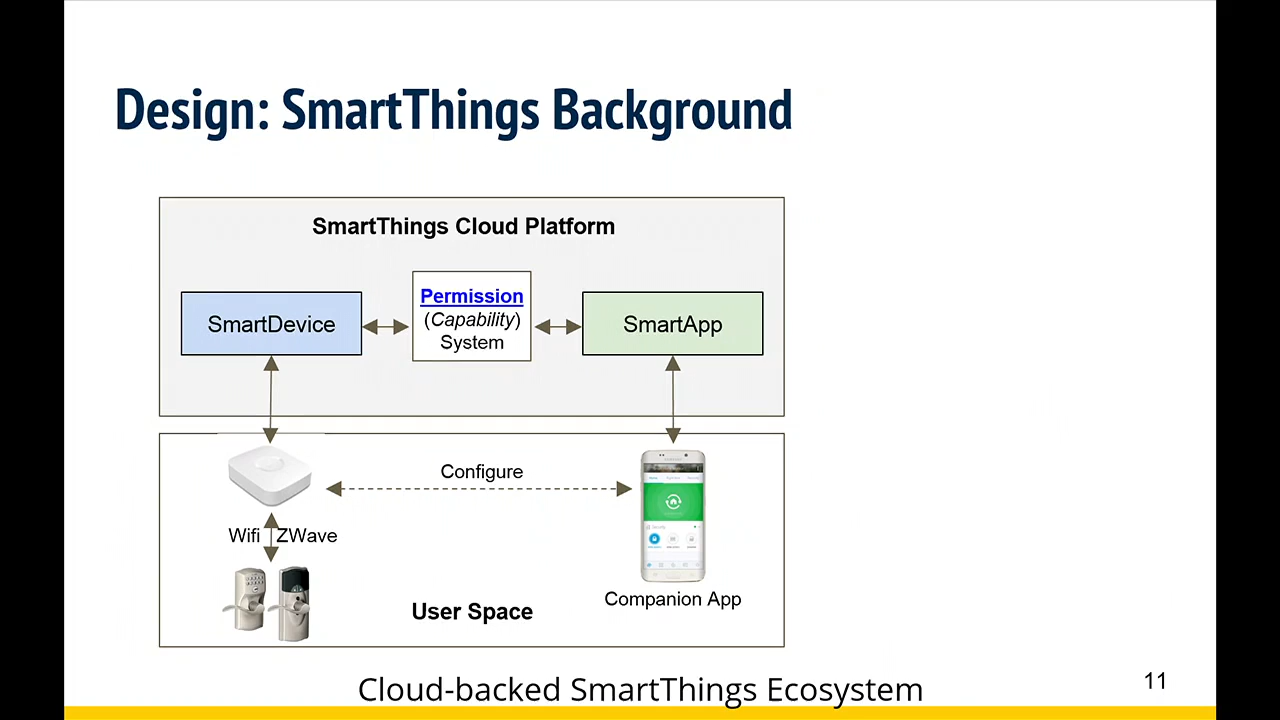 Design: SmartThings Background
SmartThings Cloud Platform
SmartDevice
Permission
(Capability)
System
SmartApp
Configure
Wifi
ZWave
Companion App
User Space
Cloud-backed SmartThings Ecosystem
11